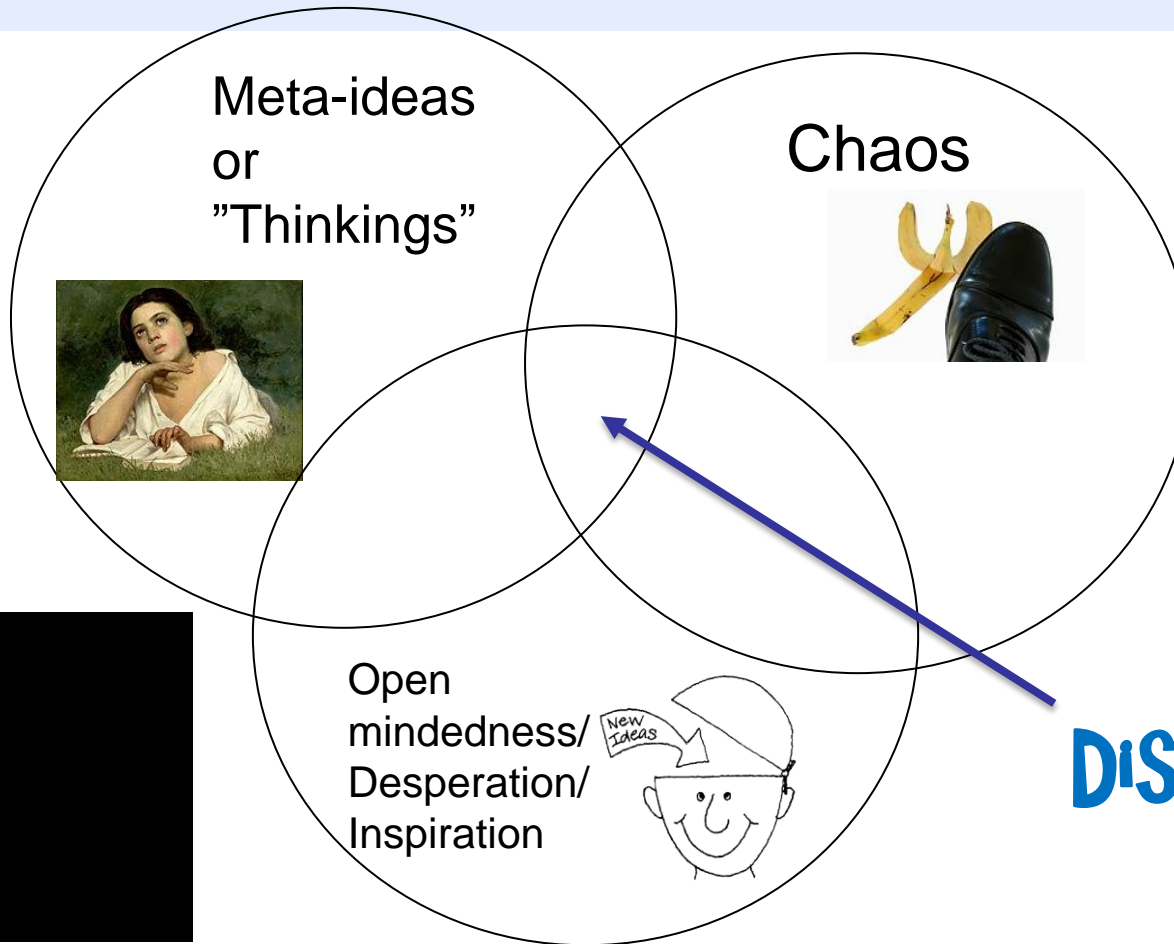 Meta-ideas
or
”Thinkings”
Chaos
Open
mindedness/
Desperation/
Inspiration
New
Ideas
DiS